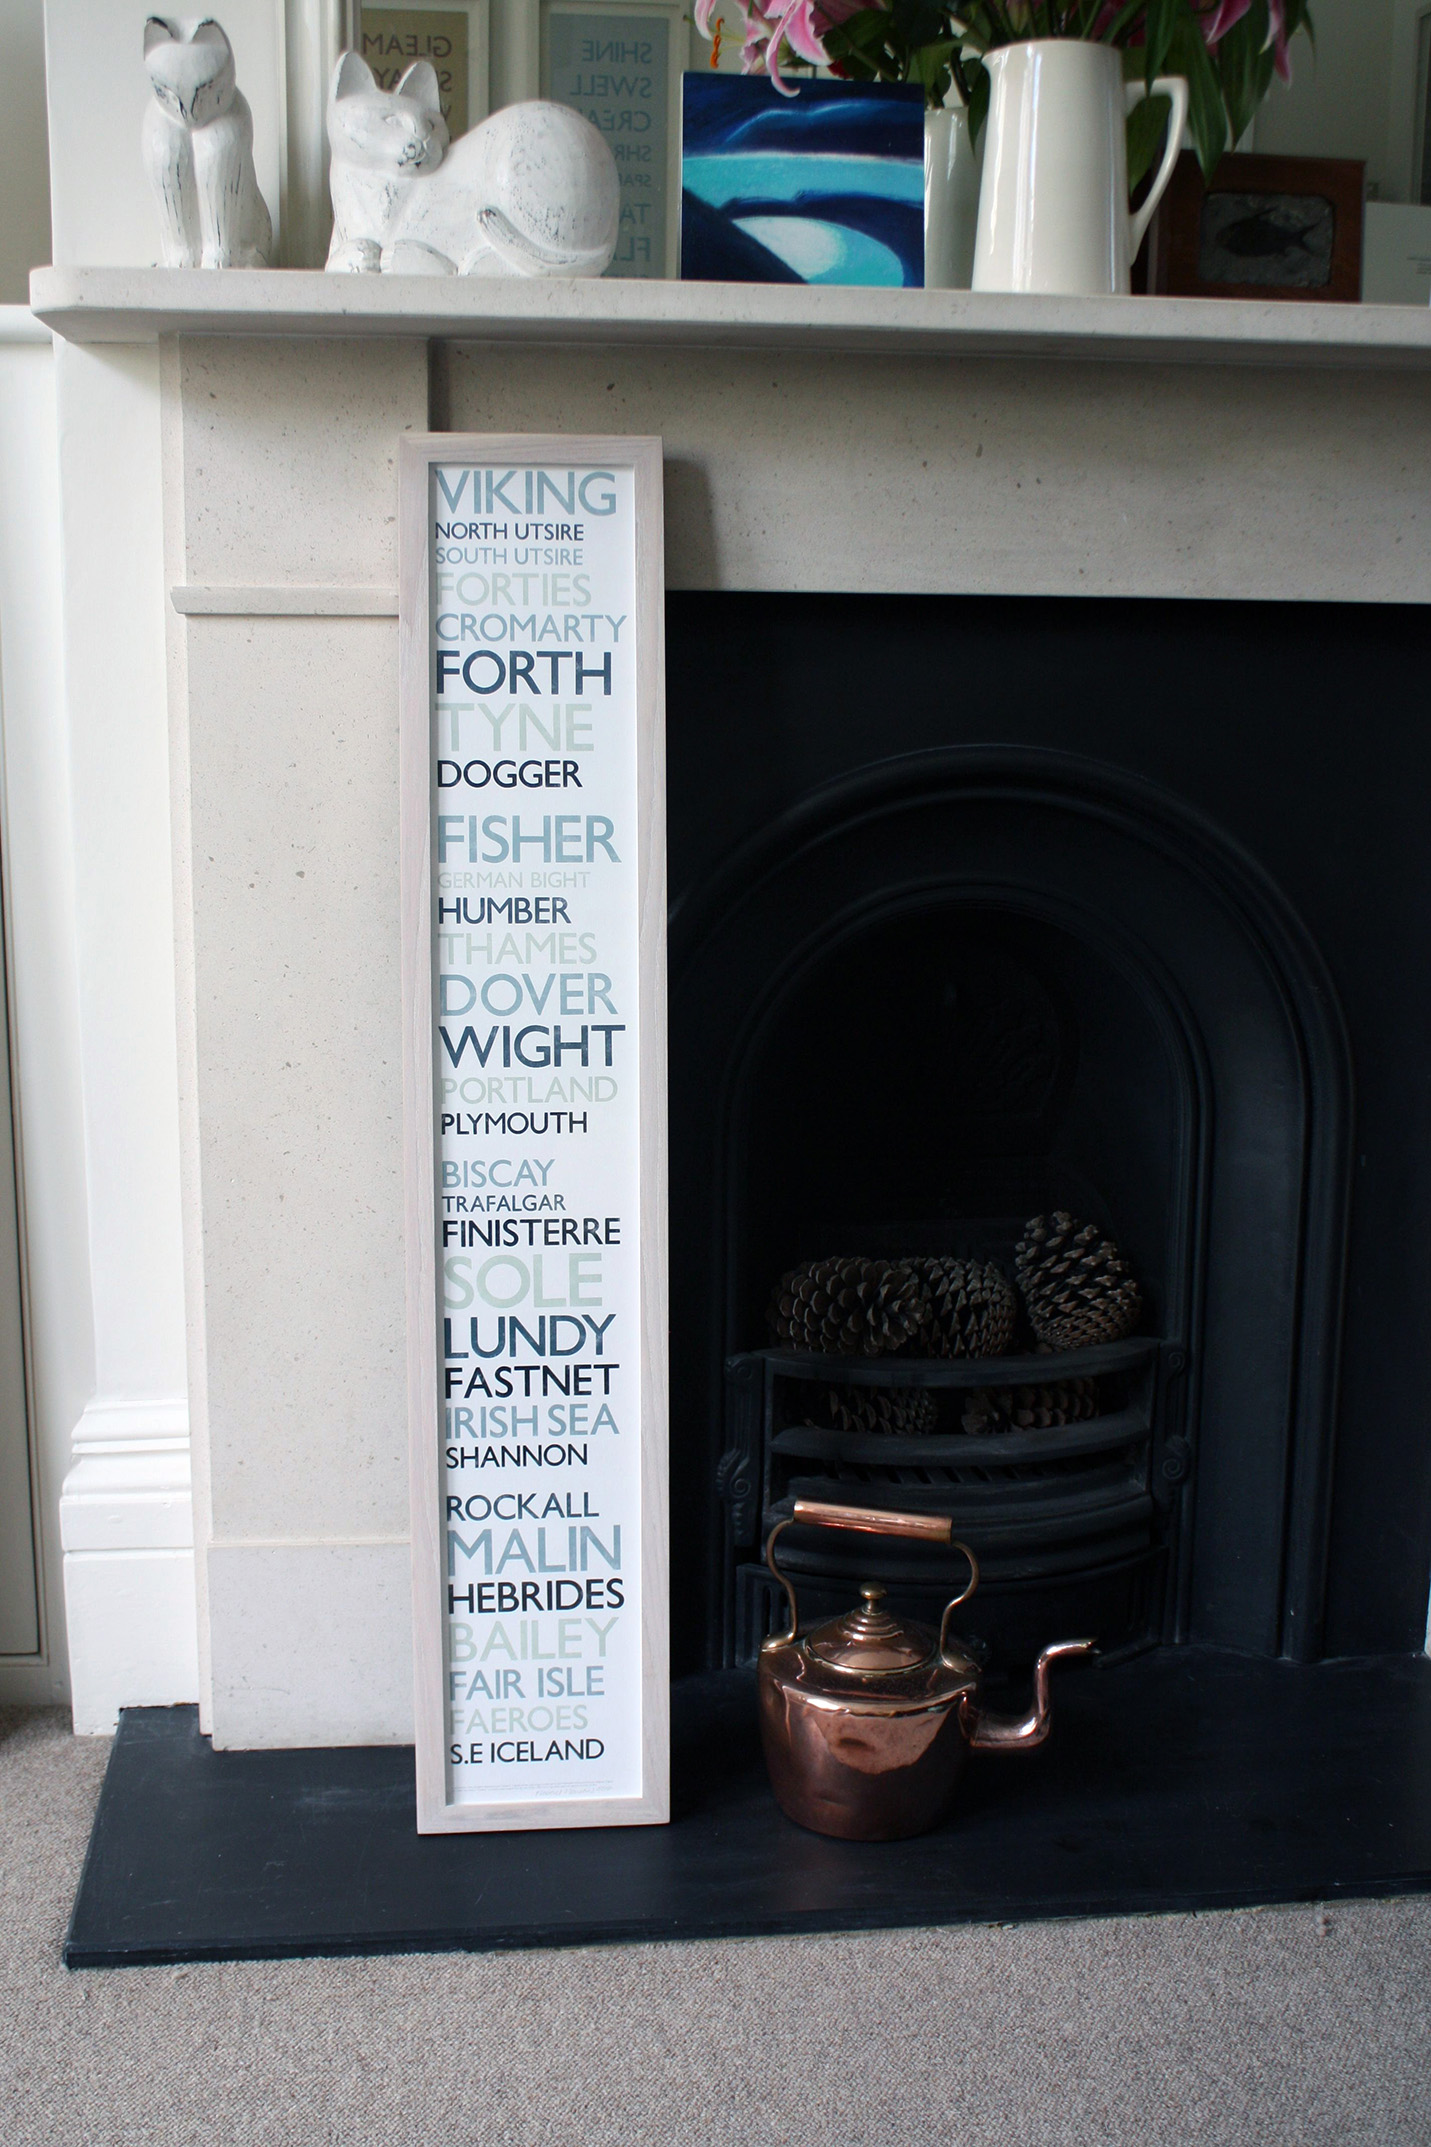 GLEAM
SHINE
SWELL
VIKING
NORTH UTSIRE
SOUTH UTSIRE
FORTIES
CROMARTY
FORTH
TYNE
DOGGER
FISHER
GERMAN BIGHT
HUMBER
THAMES
DOVER
WIGHT
PORTLAND
PLYMOUTH
BISCAY
TRAFALGAR
FINISTERRE
SOLE
LUNDY
FASTNET
IRISH SEA
SHANNON
ROCKALL
MALIN
HEBRIDES
BAILEY
FAIR ISLE
FAEROES
S.E ICELAND